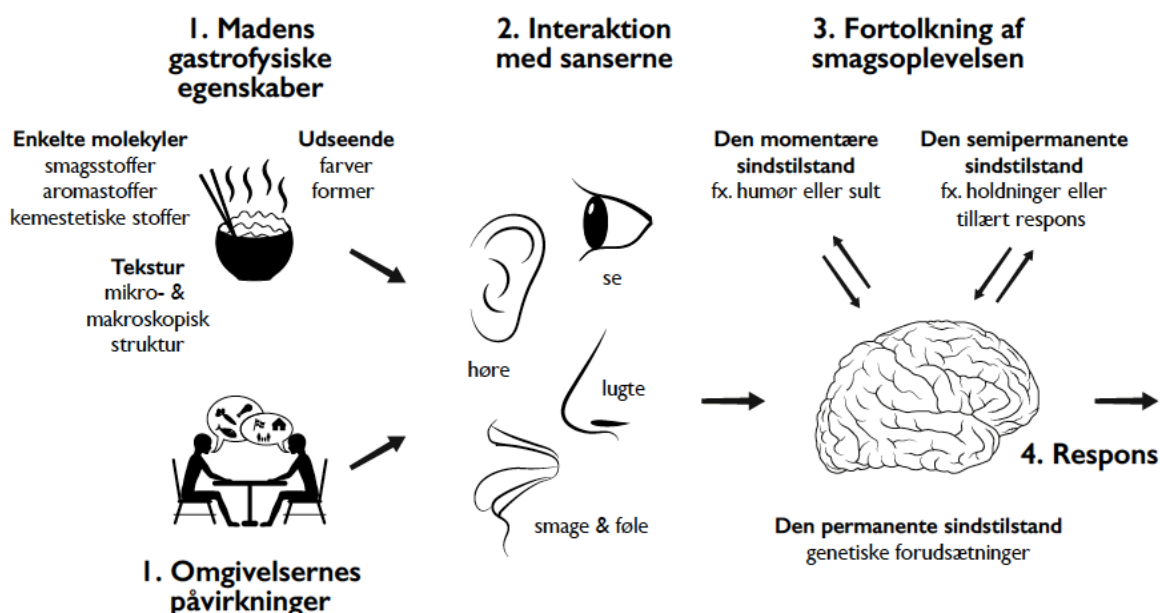 1. Madens
gastrofysiske
egenskaber
Enkelte molekyler
smagsstoffer
aromastoffer
kemestetiske stoffer
Udseende
farver
former
Tekstur
mikro- &
makroskopisk
struktur
1. Omgivelsernes
påvirkninger
2. Interaktion
med sanserne
se
høre
lugte
smage & føle
3. Fortolkning af
smagsoplevelsen
Den momentære
sindstilstand
fx. humør eller sult
Den semipermanente
sindstilstand
fx. holdninger eller
tillært respons
Den permanente sindstilstand
genetiske forudsætninger
4. Respons